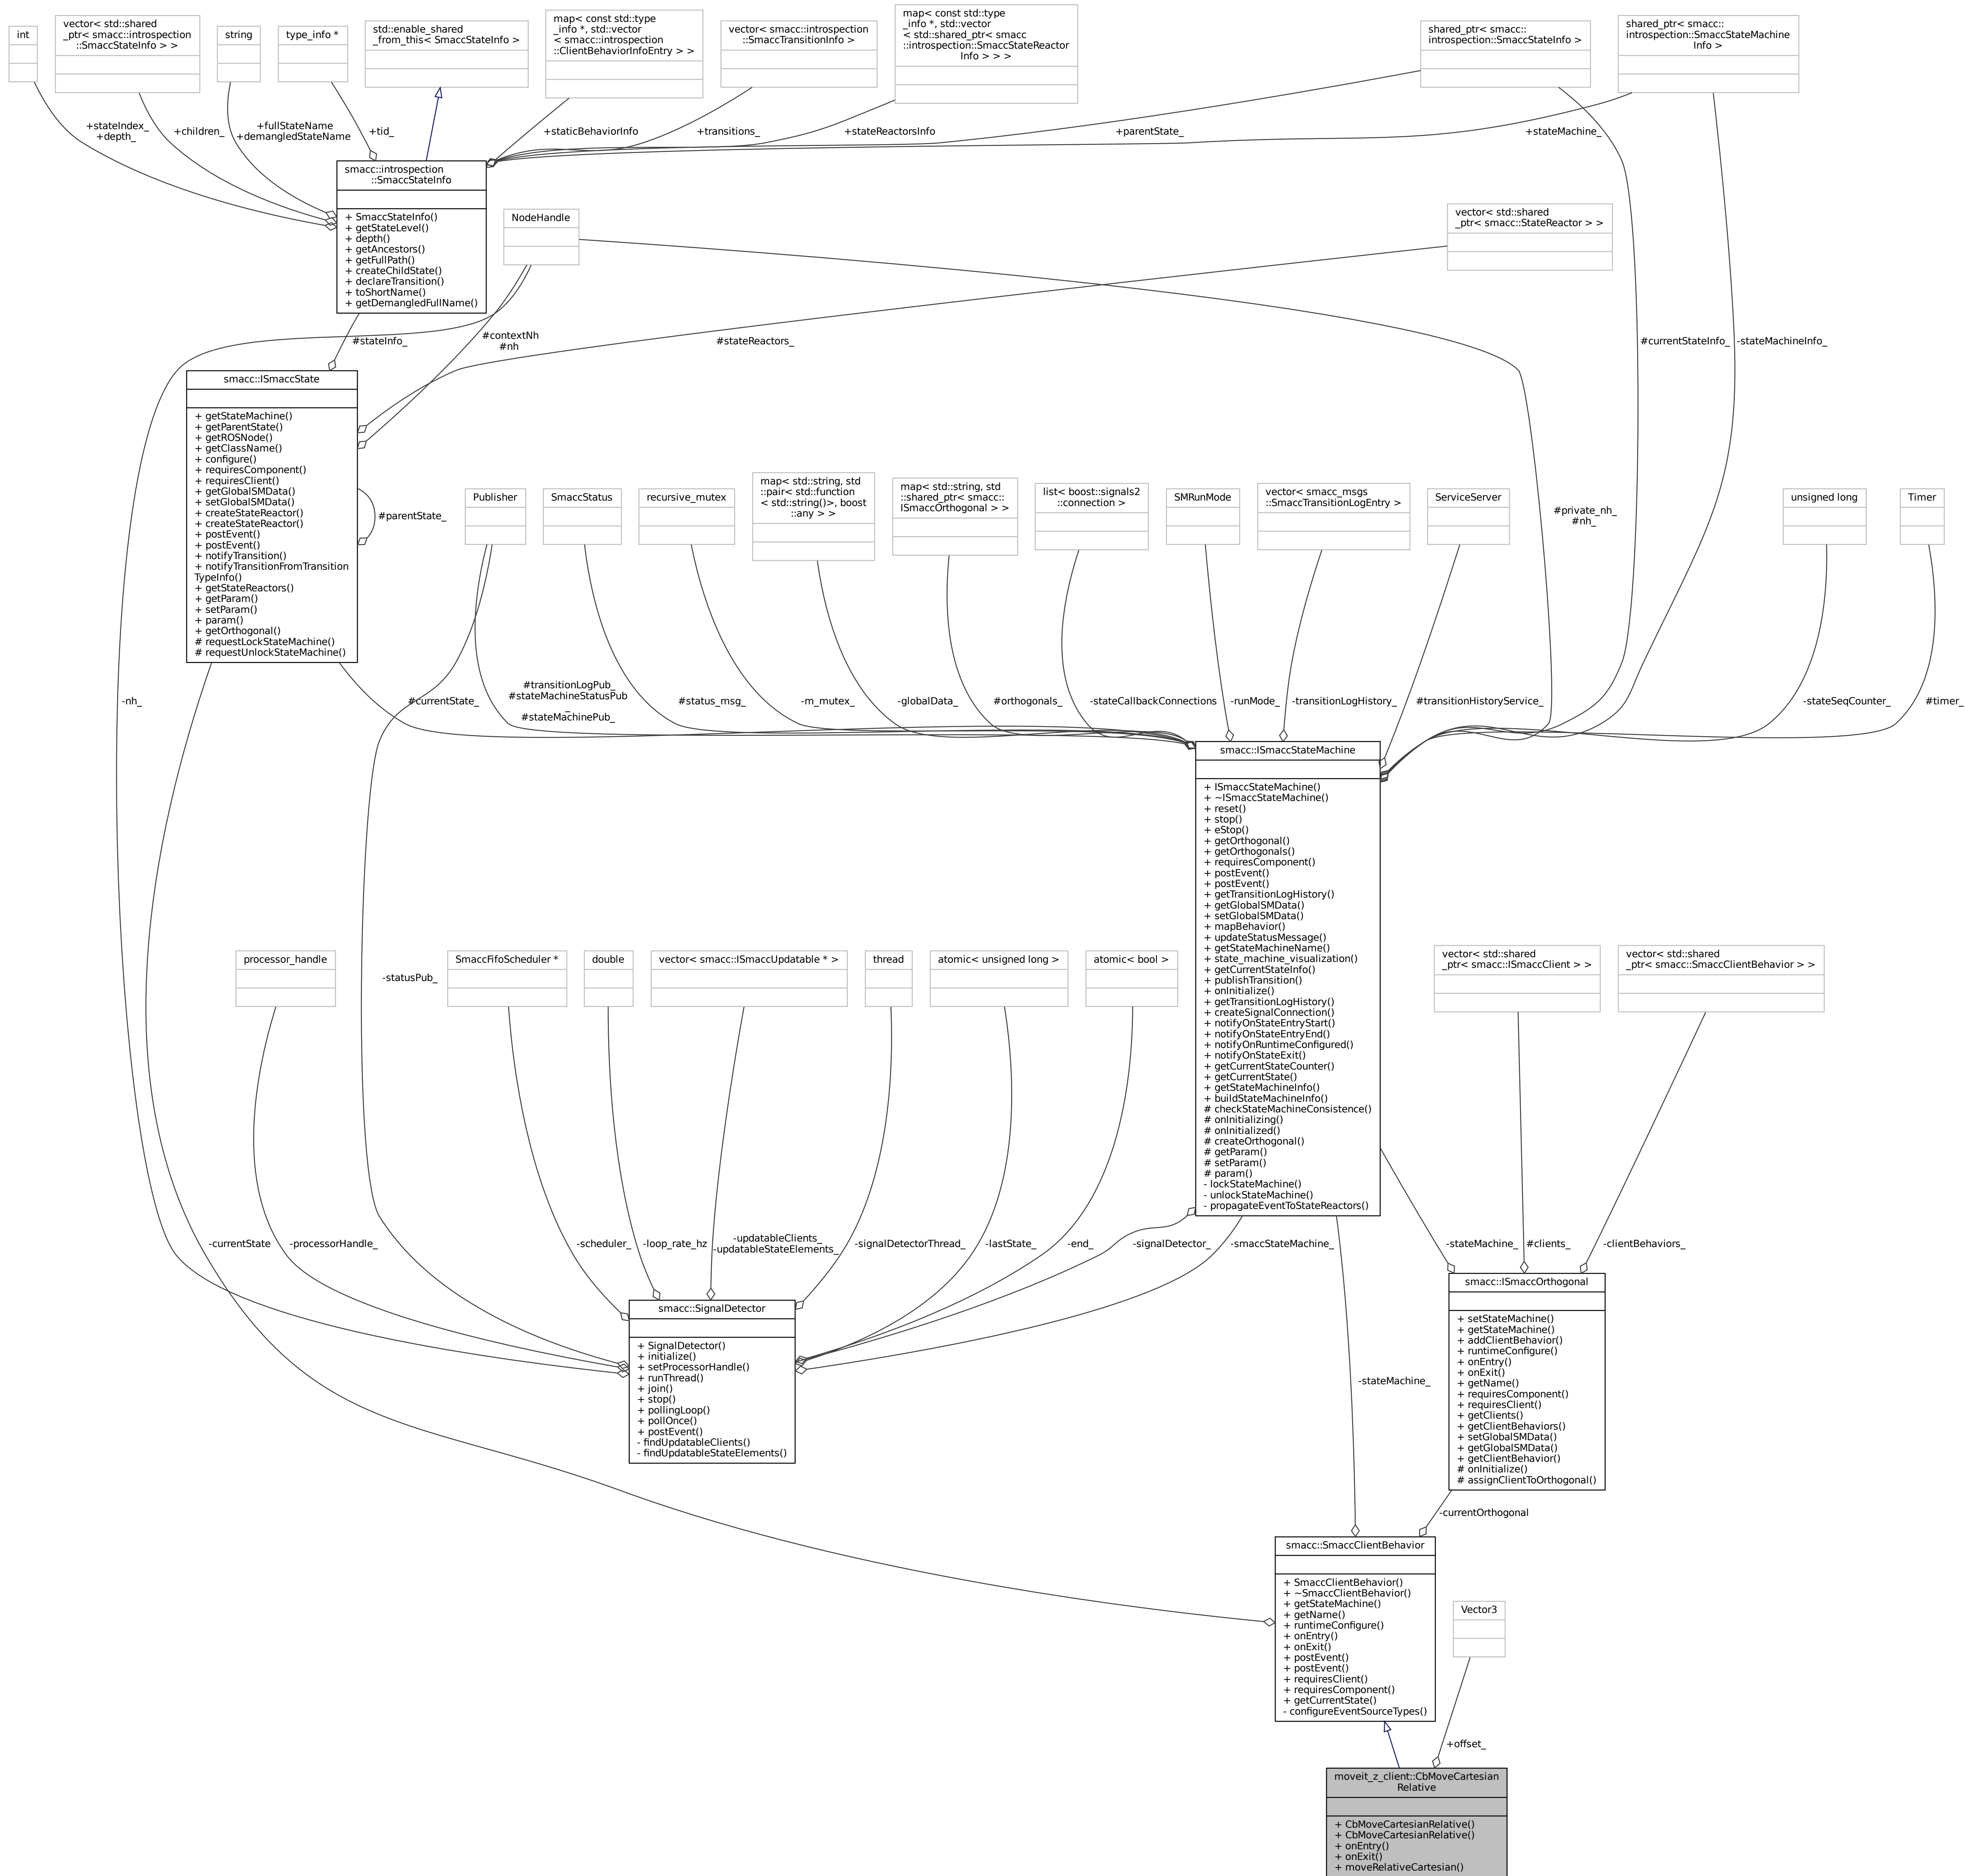 int
vector< std::shared
_ptr< smacc::introspection
::SmaccStateInfo > >
string
type_info *
std::enable_shared
_from_this< SmaccStateInfo >
map< const std::type
_info *, std::vector
< smacc::introspection
::ClientBehaviorInfoEntry > >
vector< smacc::introspection
::SmaccTransitionInfo >
map< const std::type
_info *, std::vector
< std::shared_ptr< smacc
::introspection::SmaccStateReactor
Info > > >
shared_ptr< smacc::
introspection::SmaccStateInfo >
shared_ptr< smacc::
introspection::SmaccStateMachine
Info >
+stateIndex_
+depth_
+children_
+fullStateName
+demangledStateName
+tid_
+staticBehaviorInfo
+transitions_
+stateReactorsInfo
+parentState_
+stateMachine_
smacc::introspection
::SmaccStateInfo
+ SmaccStateInfo()
+ getStateLevel()
+ depth()
+ getAncestors()
+ getFullPath()
+ createChildState()
+ declareTransition()
+ toShortName()
+ getDemangledFullName()
NodeHandle
vector< std::shared
_ptr< smacc::StateReactor > >
#stateInfo_
#contextNh
#nh
#stateReactors_
#currentStateInfo_
-stateMachineInfo_
smacc::ISmaccState
+ getStateMachine()
+ getParentState()
+ getROSNode()
+ getClassName()
+ configure()
+ requiresComponent()
+ requiresClient()
+ getGlobalSMData()
+ setGlobalSMData()
+ createStateReactor()
+ createStateReactor()
+ postEvent()
+ postEvent()
+ notifyTransition()
+ notifyTransitionFromTransition
TypeInfo()
+ getStateReactors()
+ getParam()
+ setParam()
+ param()
+ getOrthogonal()
# requestLockStateMachine()
# requestUnlockStateMachine()
#parentState_
Publisher
SmaccStatus
recursive_mutex
map< std::string, std
::pair< std::function
< std::string()>, boost
::any > >
map< std::string, std
::shared_ptr< smacc::
ISmaccOrthogonal > >
list< boost::signals2
::connection >
SMRunMode
vector< smacc_msgs
::SmaccTransitionLogEntry >
ServiceServer
#private_nh_
#nh_
unsigned long
Timer
-nh_
#currentState_
#transitionLogPub_
#stateMachineStatusPub
_
#stateMachinePub_
#status_msg_
-m_mutex_
-globalData_
#orthogonals_
-stateCallbackConnections
-runMode_
-transitionLogHistory_
#transitionHistoryService_
-stateSeqCounter_
#timer_
smacc::ISmaccStateMachine
+ ISmaccStateMachine()
+ ~ISmaccStateMachine()
+ reset()
+ stop()
+ eStop()
+ getOrthogonal()
+ getOrthogonals()
+ requiresComponent()
+ postEvent()
+ postEvent()
+ getTransitionLogHistory()
+ getGlobalSMData()
+ setGlobalSMData()
+ mapBehavior()
+ updateStatusMessage()
+ getStateMachineName()
+ state_machine_visualization()
+ getCurrentStateInfo()
+ publishTransition()
+ onInitialize()
+ getTransitionLogHistory()
+ createSignalConnection()
+ notifyOnStateEntryStart()
+ notifyOnStateEntryEnd()
+ notifyOnRuntimeConfigured()
+ notifyOnStateExit()
+ getCurrentStateCounter()
+ getCurrentState()
+ getStateMachineInfo()
+ buildStateMachineInfo()
# checkStateMachineConsistence()
# onInitializing()
# onInitialized()
# createOrthogonal()
# getParam()
# setParam()
# param()
- lockStateMachine()
- unlockStateMachine()
- propagateEventToStateReactors()
-statusPub_
processor_handle
SmaccFifoScheduler *
double
vector< smacc::ISmaccUpdatable * >
thread
atomic< unsigned long >
atomic< bool >
vector< std::shared
_ptr< smacc::ISmaccClient > >
vector< std::shared
_ptr< smacc::SmaccClientBehavior > >
-currentState
-processorHandle_
-scheduler_
-loop_rate_hz
-updatableClients_
-updatableStateElements_
-signalDetectorThread_
-lastState_
-end_
-signalDetector_
-smaccStateMachine_
-stateMachine_
#clients_
-clientBehaviors_
smacc::SignalDetector
+ SignalDetector()
+ initialize()
+ setProcessorHandle()
+ runThread()
+ join()
+ stop()
+ pollingLoop()
+ pollOnce()
+ postEvent()
- findUpdatableClients()
- findUpdatableStateElements()
smacc::ISmaccOrthogonal
+ setStateMachine()
+ getStateMachine()
+ addClientBehavior()
+ runtimeConfigure()
+ onEntry()
+ onExit()
+ getName()
+ requiresComponent()
+ requiresClient()
+ getClients()
+ getClientBehaviors()
+ setGlobalSMData()
+ getGlobalSMData()
+ getClientBehavior()
# onInitialize()
# assignClientToOrthogonal()
-stateMachine_
-currentOrthogonal
smacc::SmaccClientBehavior
+ SmaccClientBehavior()
+ ~SmaccClientBehavior()
+ getStateMachine()
+ getName()
+ runtimeConfigure()
+ onEntry()
+ onExit()
+ postEvent()
+ postEvent()
+ requiresClient()
+ requiresComponent()
+ getCurrentState()
- configureEventSourceTypes()
Vector3
+offset_
moveit_z_client::CbMoveCartesian
Relative
+ CbMoveCartesianRelative()
+ CbMoveCartesianRelative()
+ onEntry()
+ onExit()
+ moveRelativeCartesian()